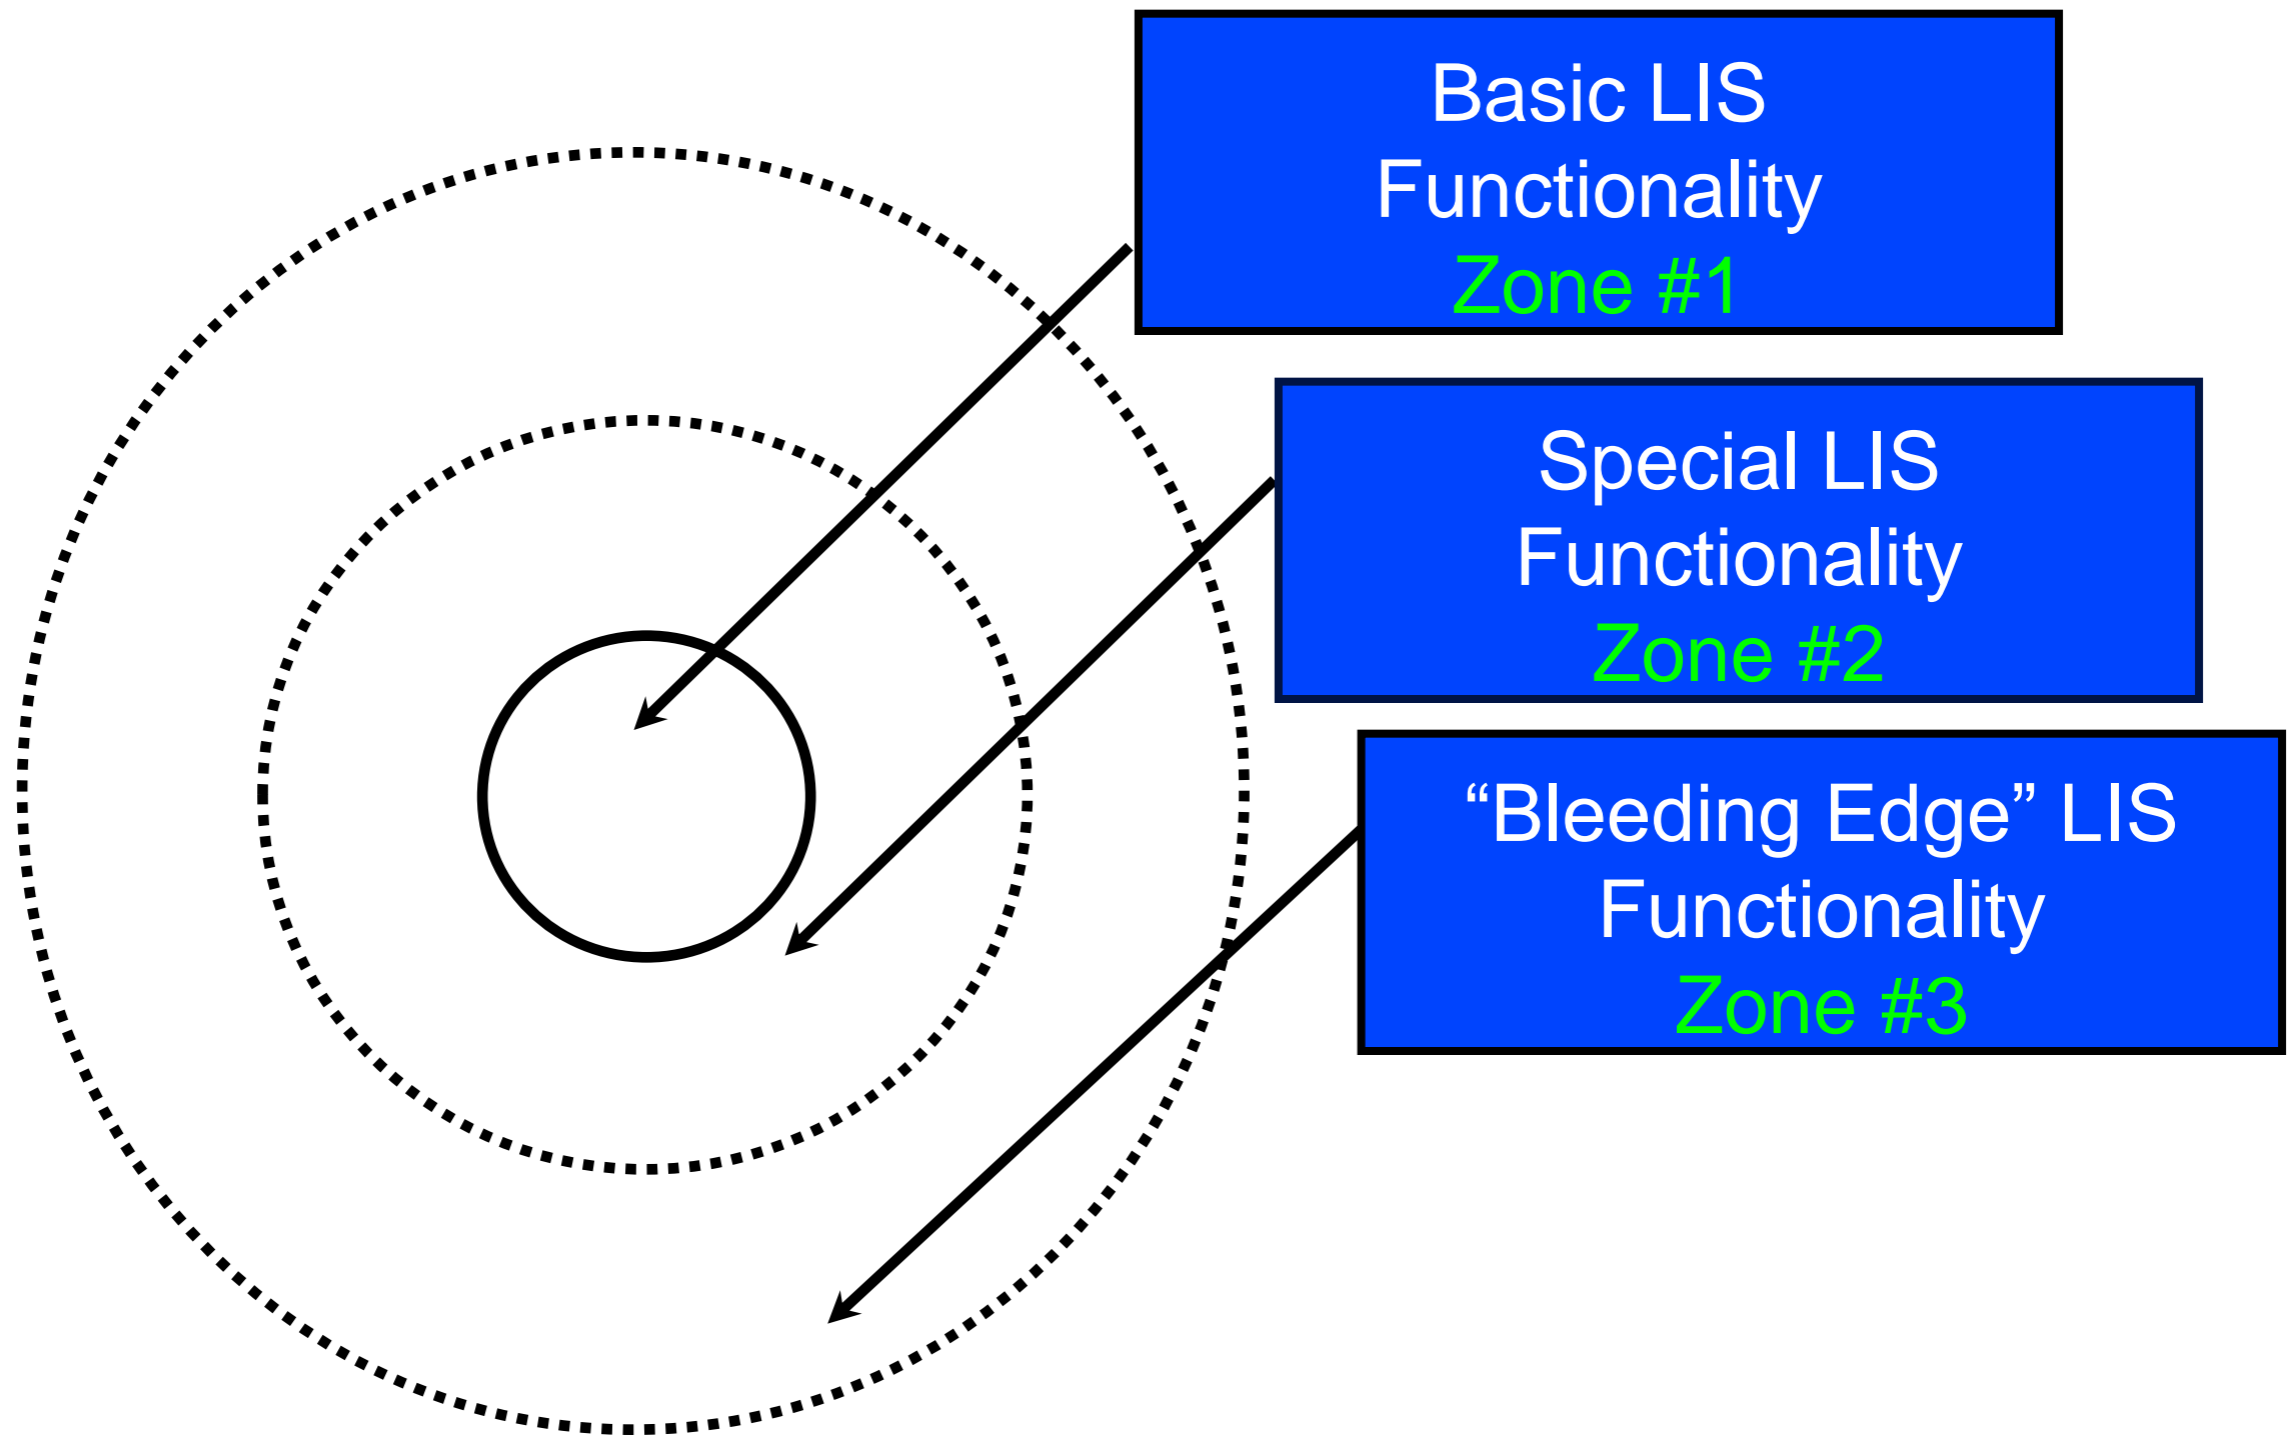 Basic LIS
Functionality
Zone #1
Special LIS
Functionality
Zone #2
“Bleeding Edge” LIS
Functionality
Zone #3